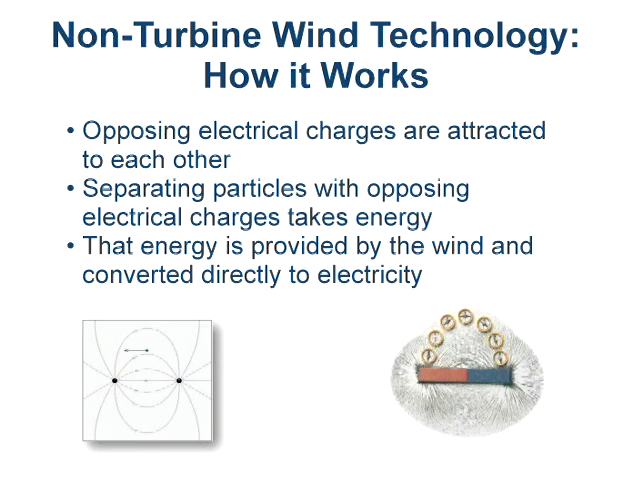 Non-Turbine Wind Technology:
How it Works
• Opposing electrical charges are attracted
to each other
• Separating particles with opposing
electrical charges takes energy
• That energy is provided by the wind and
converted directly to electricity